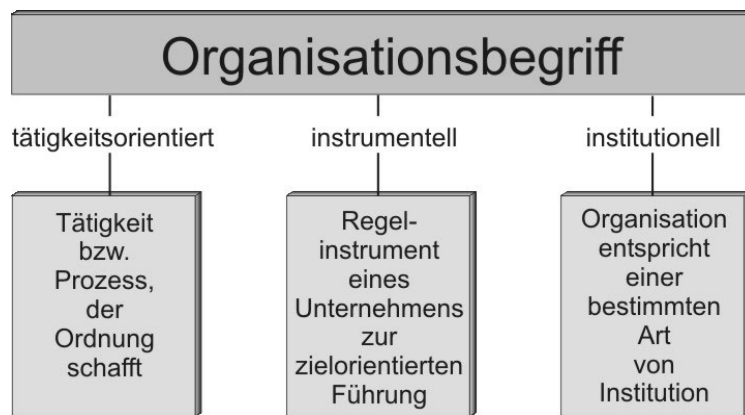 Organisationsbegriff
tätigkeitsorientiert
instrumentell
institutionell
Tätigkeit
bzw.
Prozess,
der
Ordnung
schafft
Regel-
instrument
eines
Unternehmens
zur
zielorientierten
Führung
Organisation
entspricht
einer
bestimmten
Art
von
Institution